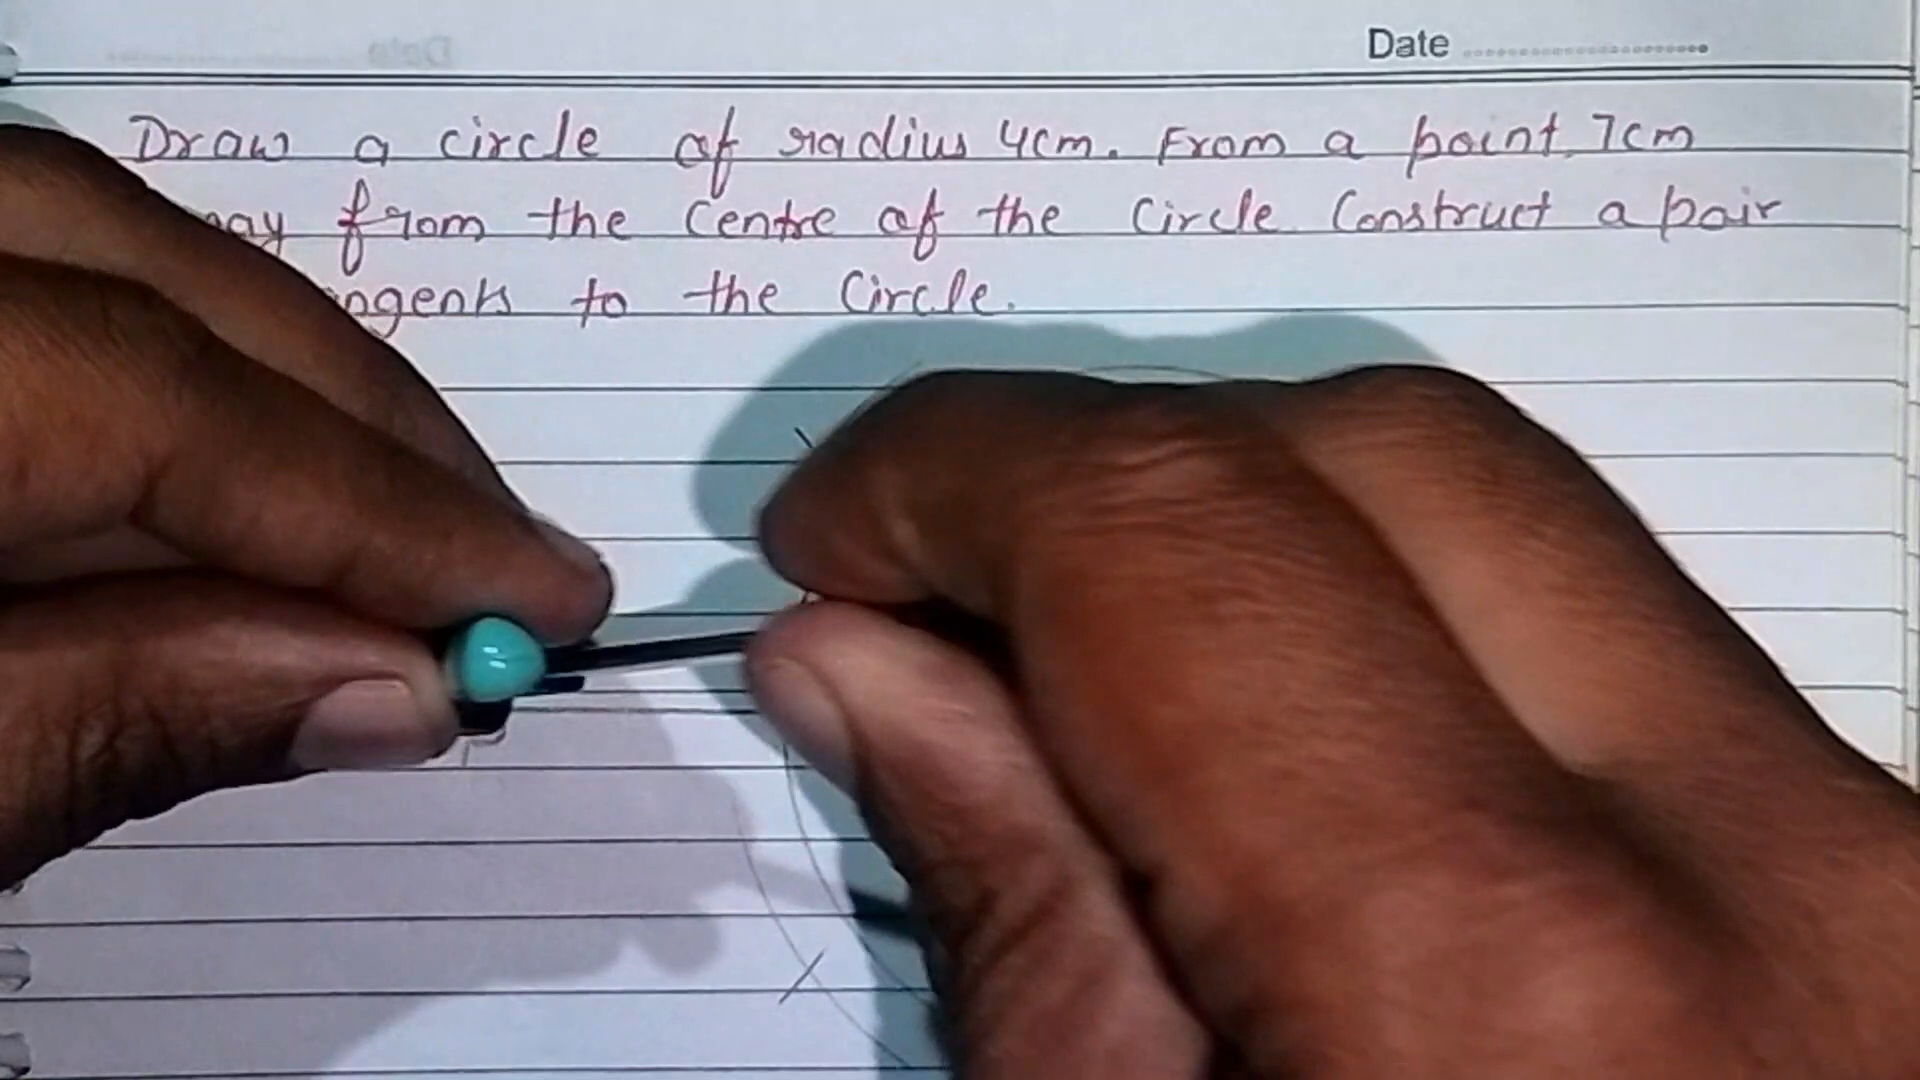 Date
Draw a circle of radius 4cm. From a point 7cm
from the Centre of the Circle. Construct a pair
to the Circle.